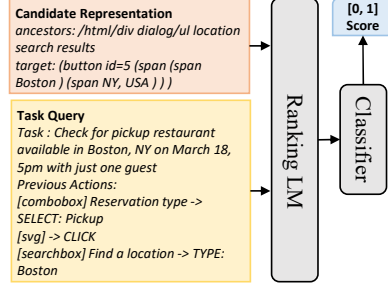 Candidate Representation
ancestors: /html/div dialog/ul location
search results
target: (button id=5 (span (span
Boston ) (span NY, USA ) ) )
Task Query
Task : Check for pickup restaurant
available in Boston, NY on March 18,
5pm with just one guest
Previous Actions:
[combobox] Reservation type ->
SELECT: Pickup
[svg] -> CLICK
[searchbox] Find a location -> TYPE:
Boston
Ranking LM
Classifier
[0, 1]
Score